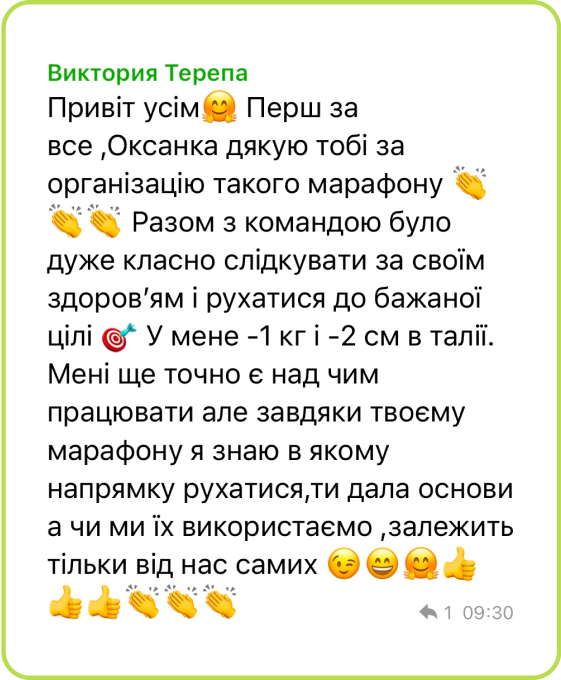 Виктория Терепа
Привіт усім🤗 Перш за
все ,Оксанка дякую тобі за
організацію такого марафону 👏
👏👏 Разом з командою було
дуже класно слідкувати за своїм
здоров’ям і рухатися до бажаної
цілі 🎯 У мене -1 кг і -2 см в талії.
Мені ще точно є над чим
працювати але завдяки твоєму
марафону я знаю в якому
напрямку рухатися,ти дала основи
а чи ми їх використаємо ,залежить
тільки від нас самих 😉😄🤗👍
👍👍👏👏👏
1 09:30